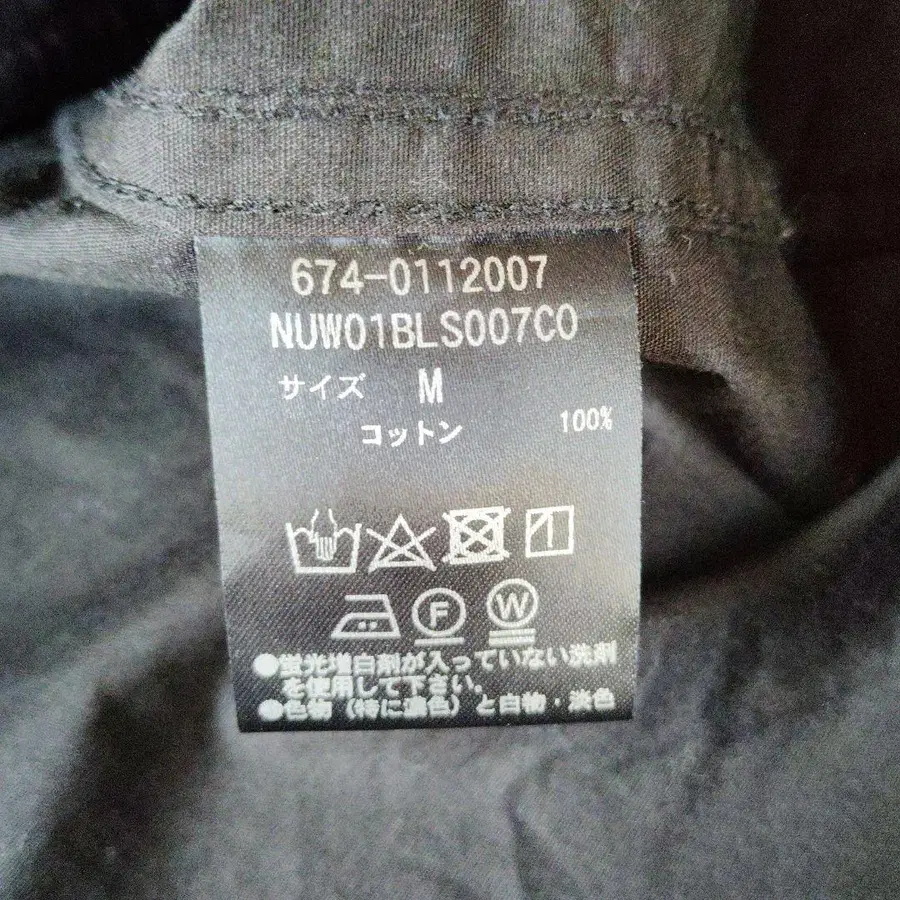 674-0112007
NUW01BLS007CO
サイズ M
コットン 100%
F W
●蛍光増白剤が入っていない洗剤
を使用して下さい。
●色物（特に濃色）と白物・淡色